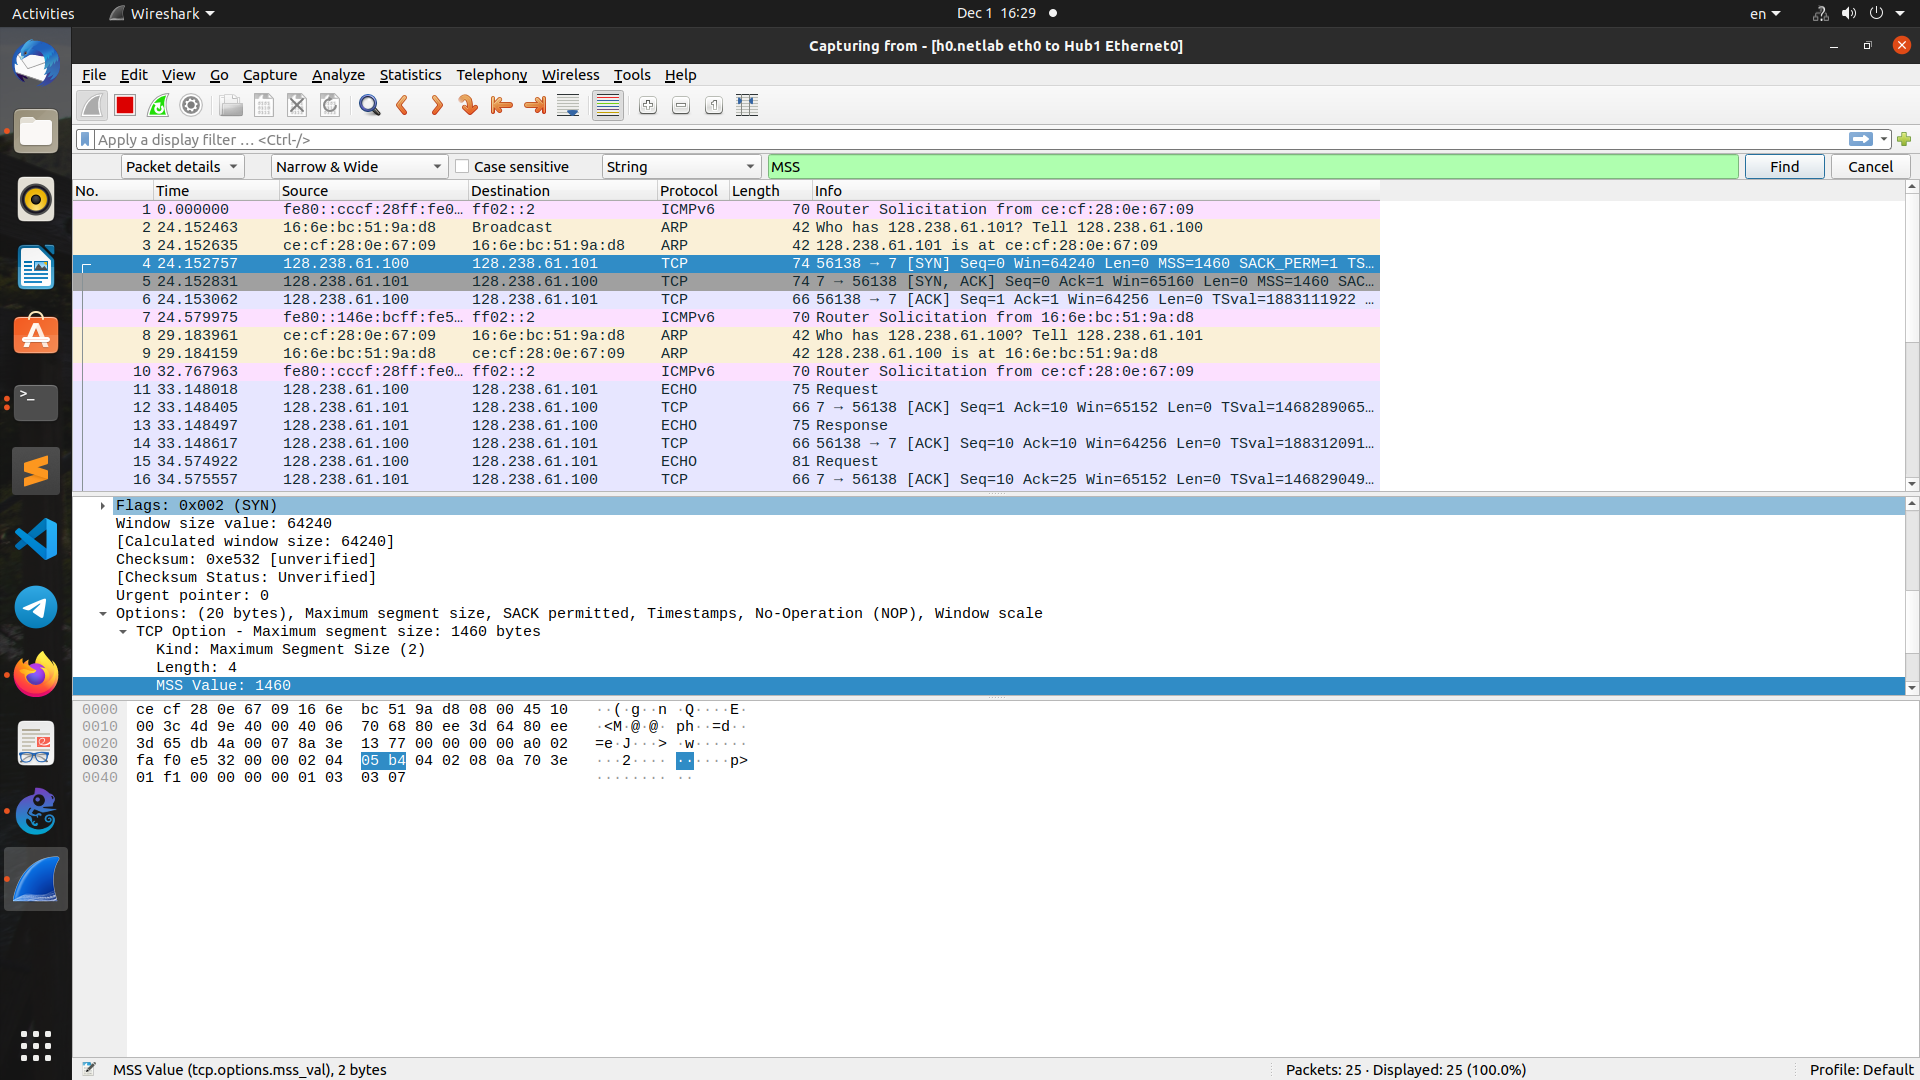 Activities Wireshark Dec 1 16:29 en
Capturing from - [h0.netlab eth0 to Hub1 Ethernet0]
File Edit View Go Capture Analyze Statistics Telephony Wireless Tools Help
Apply a display filter … <Ctrl-/>
Packet details Narrow & Wide Case sensitive String MSS Find Cancel
No. Time Source Destination Protocol Length Info
1 0.000000 fe80::cccf:28ff:fe0… ff02::2 ICMPv6 70 Router Solicitation from ce:cf:28:0e:67:09
2 24.152463 16:6e:bc:51:9a:d8 Broadcast ARP 42 Who has 128.238.61.101? Tell 128.238.61.100
3 24.152635 ce:cf:28:0e:67:09 16:6e:bc:51:9a:d8 ARP 42 128.238.61.101 is at ce:cf:28:0e:67:09
4 24.152757 128.238.61.100 128.238.61.101 TCP 74 56138 → 7 [SYN] Seq=0 Win=64240 Len=0 MSS=1460 SACK_PERM=1 TS…
5 24.152831 128.238.61.101 128.238.61.100 TCP 74 7 → 56138 [SYN, ACK] Seq=0 Ack=1 Win=65160 Len=0 MSS=1460 SAC…
6 24.153062 128.238.61.100 128.238.61.101 TCP 66 56138 → 7 [ACK] Seq=1 Ack=1 Win=64256 Len=0 TSval=1883111922 …
7 24.579975 fe80::146e:bcff:fe5… ff02::2 ICMPv6 70 Router Solicitation from 16:6e:bc:51:9a:d8
8 29.183961 ce:cf:28:0e:67:09 16:6e:bc:51:9a:d8 ARP 42 Who has 128.238.61.100? Tell 128.238.61.101
9 29.184159 16:6e:bc:51:9a:d8 ce:cf:28:0e:67:09 ARP 42 128.238.61.100 is at 16:6e:bc:51:9a:d8
10 32.767963 fe80::cccf:28ff:fe0… ff02::2 ICMPv6 70 Router Solicitation from ce:cf:28:0e:67:09
11 33.148018 128.238.61.100 128.238.61.101 ECHO 75 Request
12 33.148405 128.238.61.101 128.238.61.100 TCP 66 7 → 56138 [ACK] Seq=1 Ack=10 Win=65152 Len=0 TSval=1468289065…
13 33.148497 128.238.61.101 128.238.61.100 ECHO 75 Response
14 33.148617 128.238.61.100 128.238.61.101 TCP 66 56138 → 7 [ACK] Seq=10 Ack=10 Win=64256 Len=0 TSval=188312091…
15 34.574922 128.238.61.100 128.238.61.101 ECHO 81 Request
16 34.575557 128.238.61.101 128.238.61.100 TCP 66 7 → 56138 [ACK] Seq=10 Ack=25 Win=65152 Len=0 TSval=146829049…
Flags: 0x002 (SYN)
Window size value: 64240
[Calculated window size: 64240]
Checksum: 0xe532 [unverified]
[Checksum Status: Unverified]
Urgent pointer: 0
Options: (20 bytes), Maximum segment size, SACK permitted, Timestamps, No-Operation (NOP), Window scale
TCP Option - Maximum segment size: 1460 bytes
Kind: Maximum Segment Size (2)
Length: 4
MSS Value: 1460
0000 ce cf 28 0e 67 09 16 6e bc 51 9a d8 08 00 45 10 ··(·g··n ·Q····E·
0010 00 3c 4d 9e 40 00 40 06 70 68 80 ee 3d 64 80 ee ·<M·@·@· ph··=d··
0020 3d 65 db 4a 00 07 8a 3e 13 77 00 00 00 00 a0 02 =e·J···> ·w······
0030 fa f0 e5 32 00 00 02 04 05 b4 04 02 08 0a 70 3e ···2···· ······p>
0040 01 f1 00 00 00 00 01 03 03 07 ········ ··
MSS Value (tcp.options.mss_val), 2 bytes Packets: 25 · Displayed: 25 (100.0%) Profile: Default